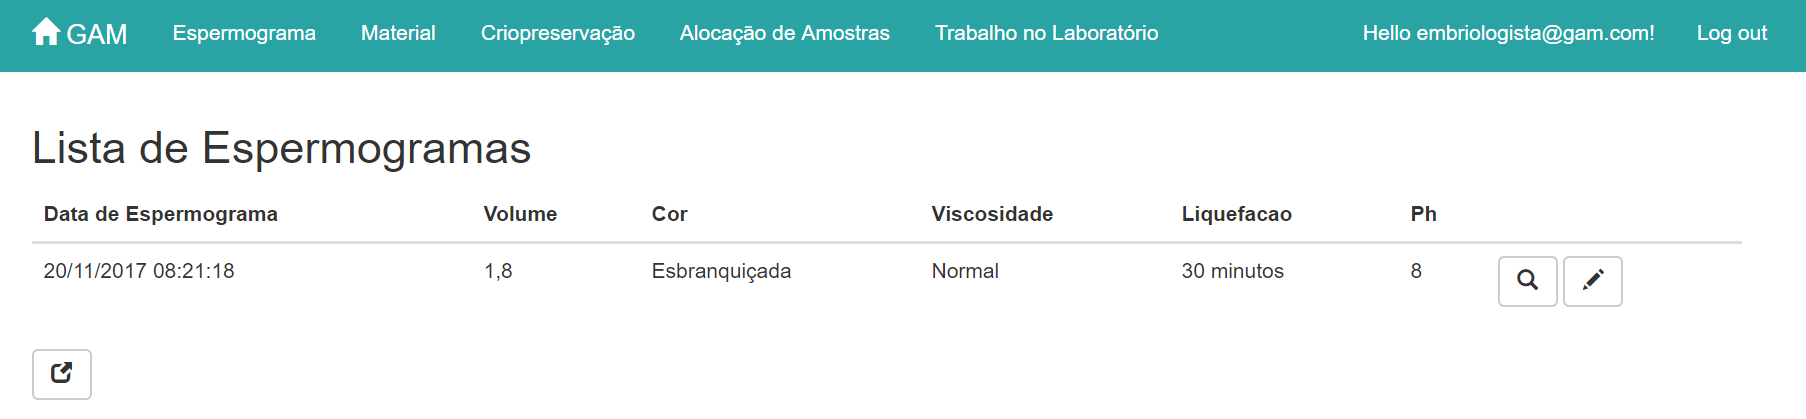 GAM Espermograma Material Criopreservação Alocação de Amostras Trabalho no Laboratório Hello embriologista@gam.com! Log out
Lista de Espermogramas
Data de Espermograma Volume Cor Viscosidade Liquefacao Ph
20/11/2017 08:21:18 1,8 Esbranquiçada Normal 30 minutos 8